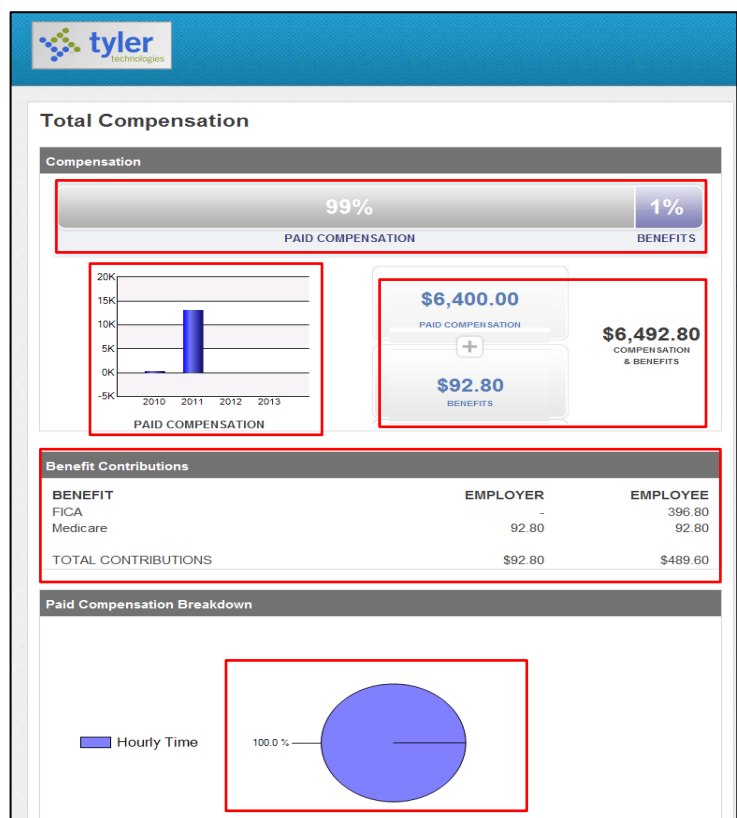 tyler
technologies
Total Compensation
Compensation
99% 1%
PAID COMPENSATION BENEFITS
20K
15K
10K
5K
0K
-5K
2010 2011 2012 2013
PAID COMPENSATION
$6,400.00
PAID COMPENSATION
+
$92.80
BENEFITS
$6,492.80
COMPENSATION
& BENEFITS
Benefit Contributions
BENEFIT EMPLOYER EMPLOYEE
FICA - 396.80
Medicare 92.80 92.80
TOTAL CONTRIBUTIONS $92.80 $489.60
Paid Compensation Breakdown
Hourly Time 100.0 %